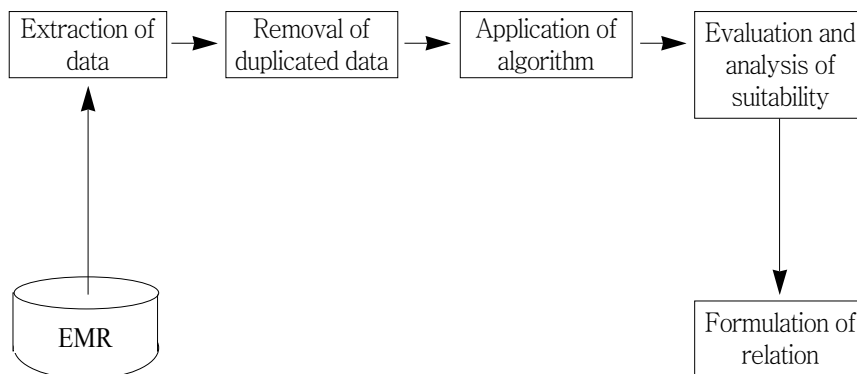 Extraction of
data
Removal of
duplicated data
Application of
algorithm
Evaluation and
analysis of
suitability
EMR
Formulation of
relation